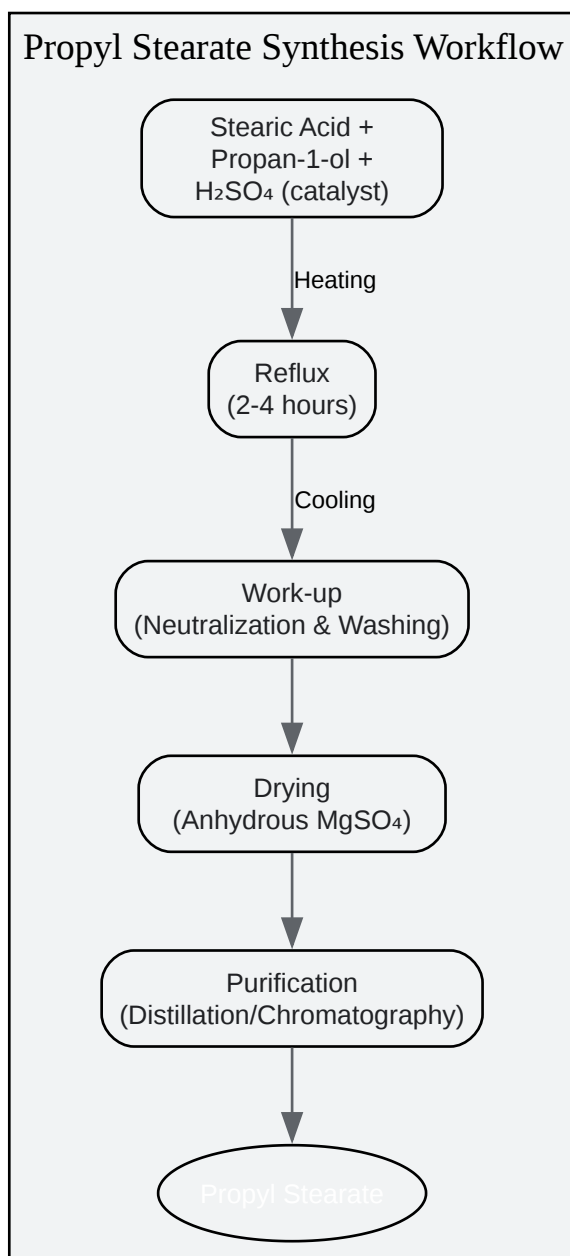 Propyl Stearate Synthesis Workflow
Stearic Acid +
Propan-1-ol +
H₂SO₄ (catalyst)
Heating
Reflux
(2-4 hours)
Cooling
Work-up
(Neutralization & Washing)
Drying
(Anhydrous MgSO₄)
Purification
(Distillation/Chromatography)
Propyl Stearate